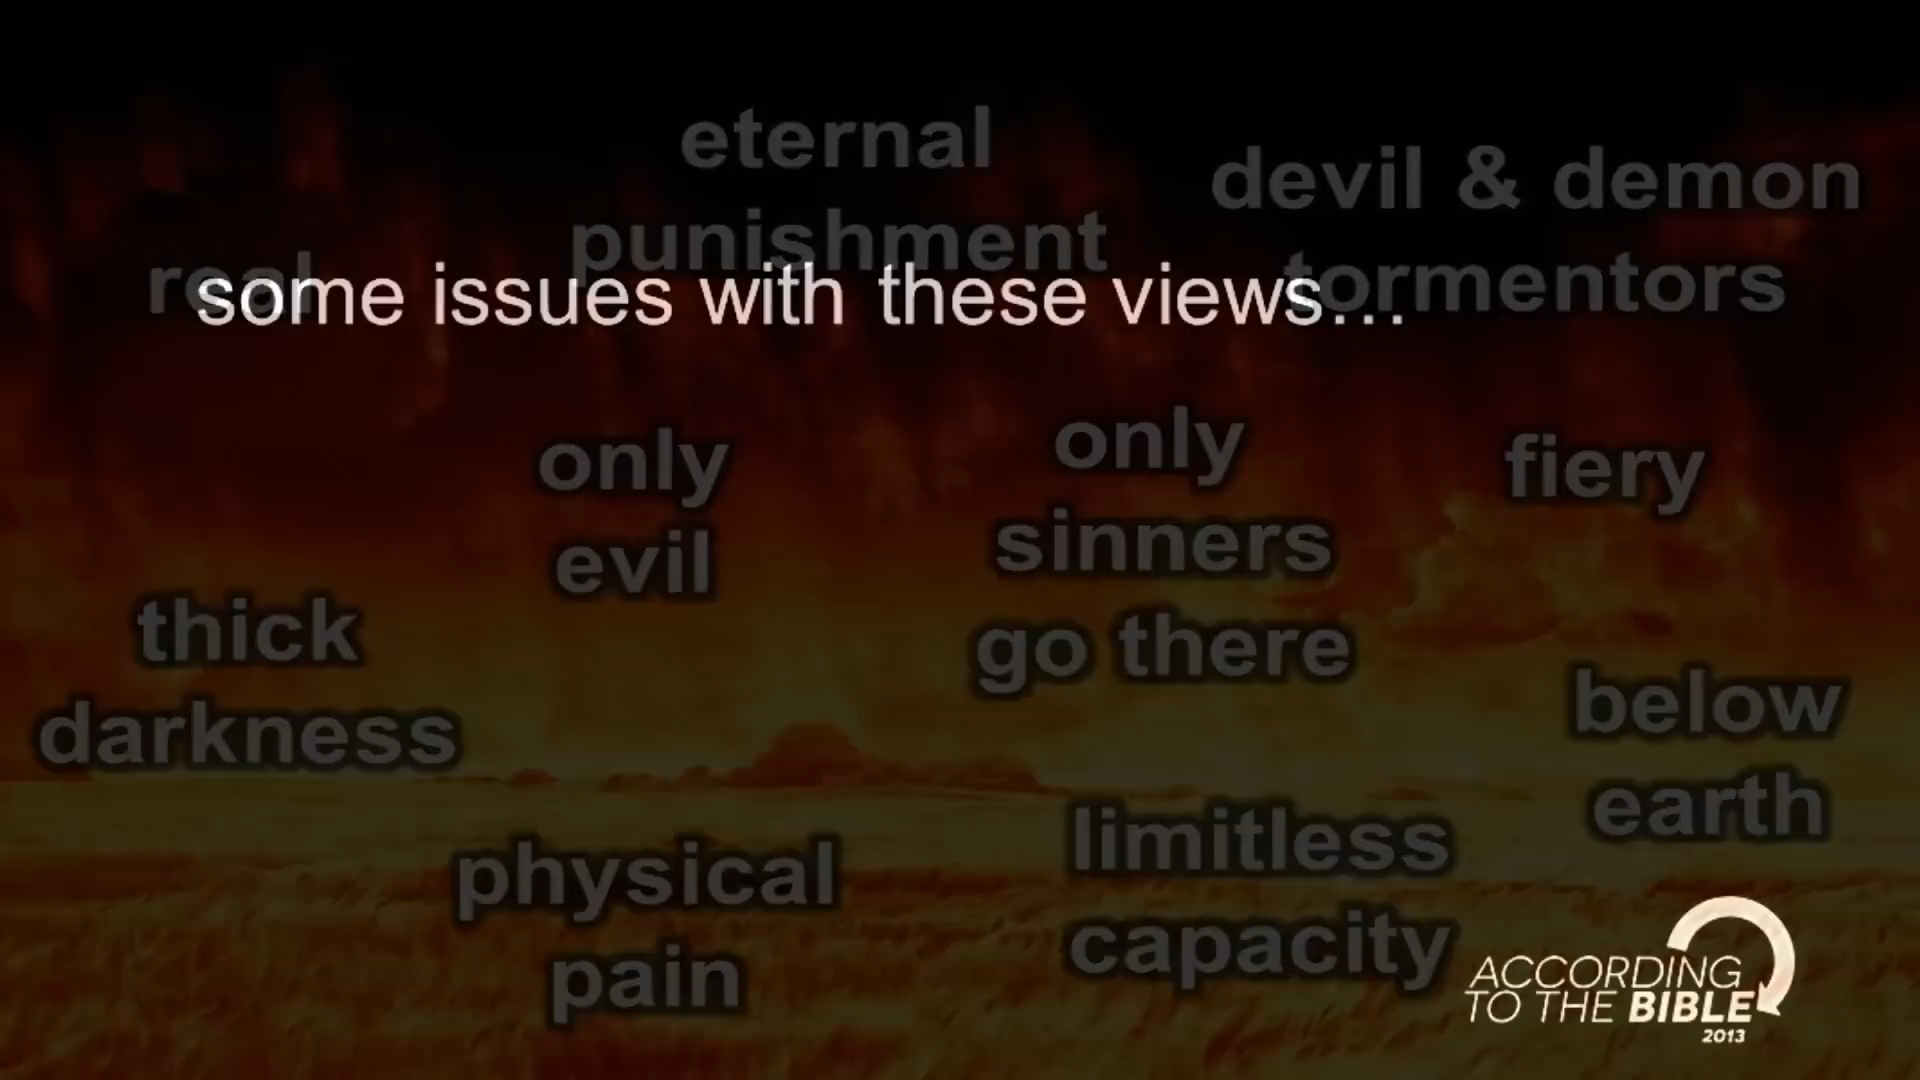 eternal
punishment
devil & demon
tormentors
real
some issues with these views...
only
evil
only
sinners
go there
fiery
thick
darkness
below
earth
physical
pain
limitless
capacity
ACCORDING
TO THE BIBLE
2013